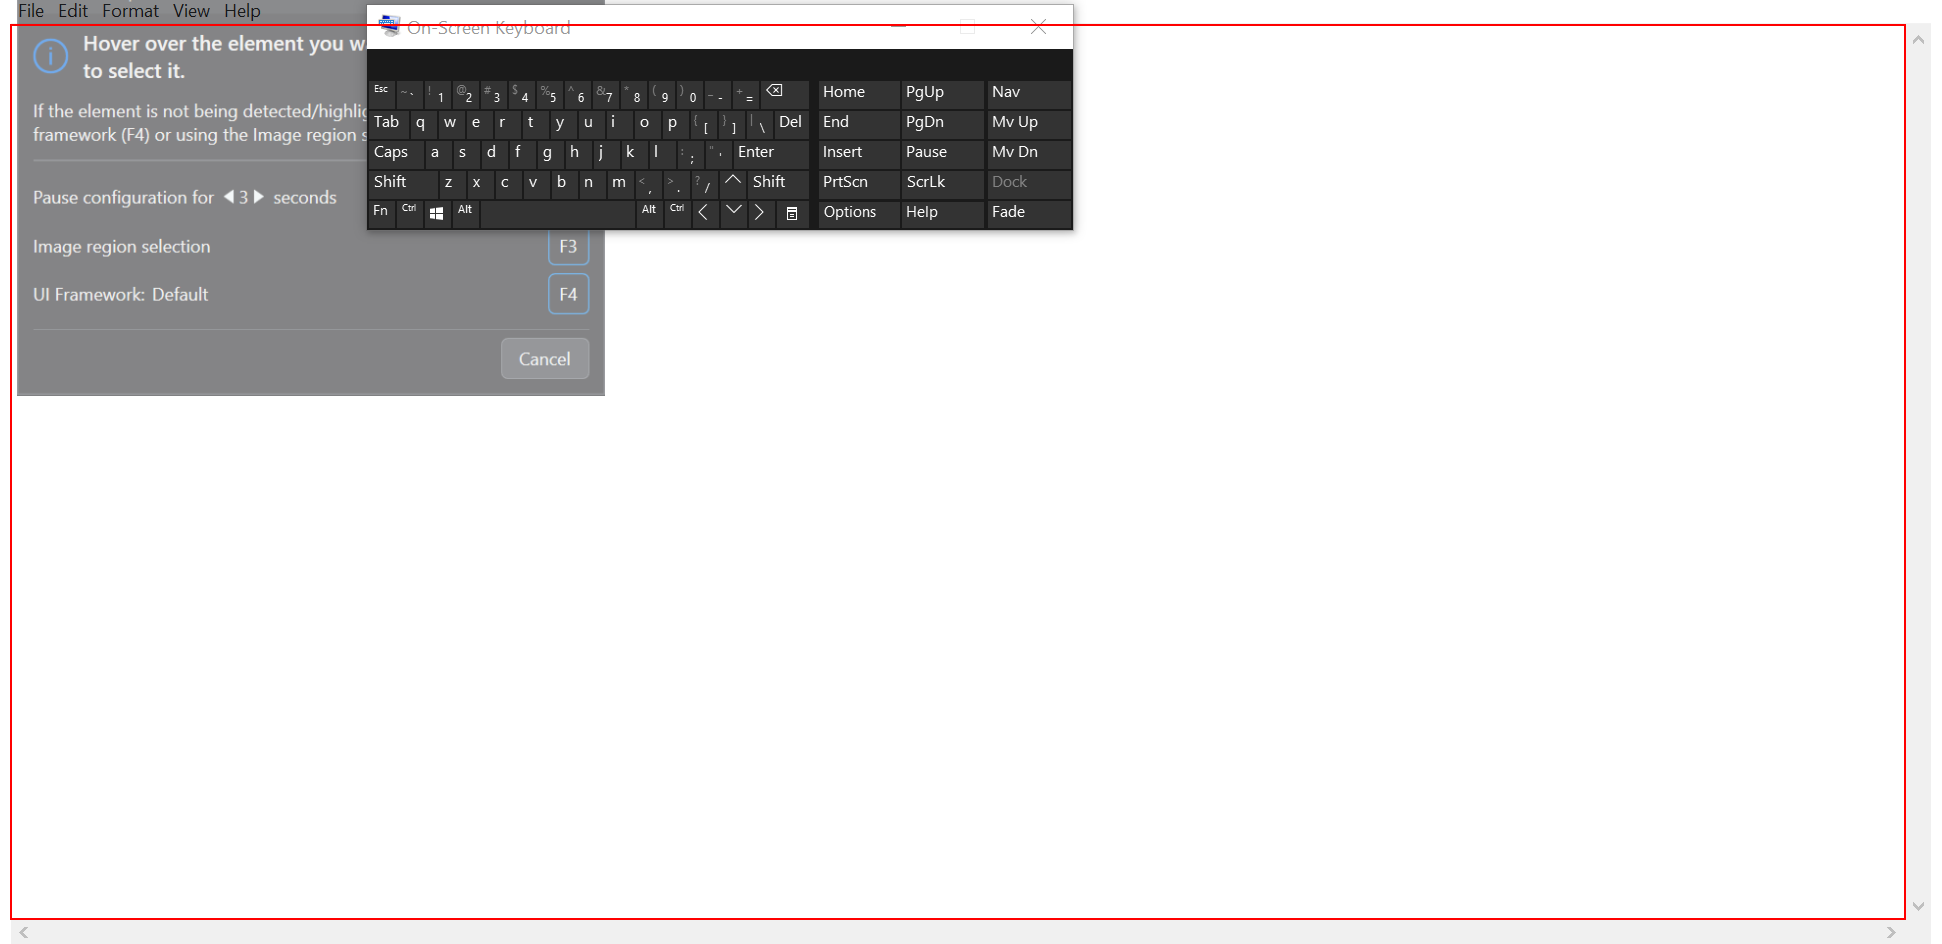 File Edit Format View Help
On-Screen Keyboard
Hover over the element you w
to select it.
If the element is not being detected/highlig
framework (F4) or using the Image region s
Pause configuration for 3 seconds
Image region selection F3
UI Framework: Default F4
Cancel
Esc ~ ` ! 1 @ 2 # 3 $ 4 % 5 ^ 6 & 7 * 8 ( 9 ) 0 _ - + = Home PgUp Nav
Tab q w e r t y u i o p { [ } ] | \ Del End PgDn Mv Up
Caps a s d f g h j k l : ; " ' Enter Insert Pause Mv Dn
Shift z x c v b n m < , > . ? / Shift PrtScn ScrLk Dock
Fn Ctrl Alt Alt Ctrl Options Help Fade